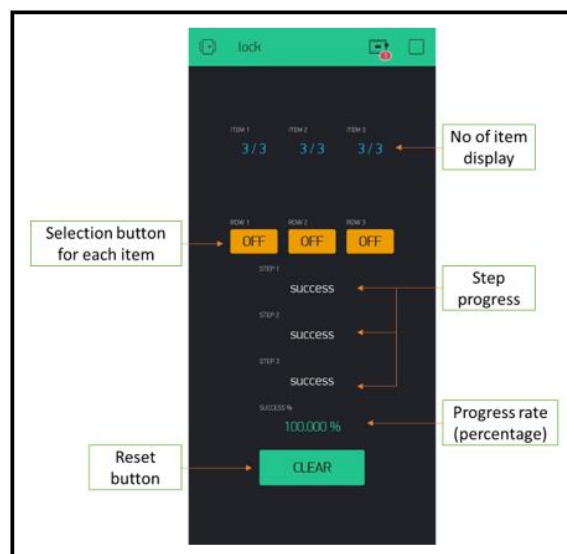 lock
1
ITEM 1 ITEM 2 ITEM 3
3 / 3 3 / 3 3 / 3
No of item
display
Selection button
for each item
ROW 1 ROW 2 ROW 3
OFF OFF OFF
STEP 1
success
Step
progress
STEP 2
success
STEP 3
success
SUCCESS %
100.000 %
Progress rate
(percentage)
Reset
button
CLEAR